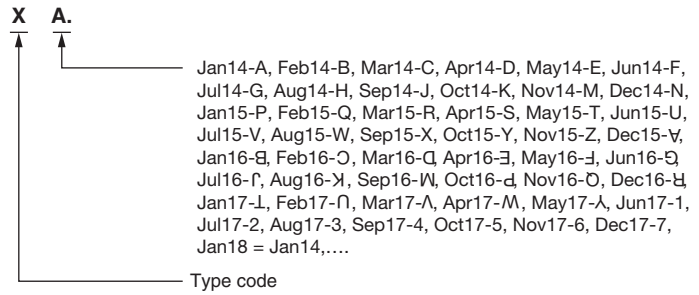 X A.
Jan14-A, Feb14-B, Mar14-C, Apr14-D, May14-E, Jun14-F,
Jul14-G, Aug14-H, Sep14-J, Oct14-K, Nov14-M, Dec14-N,
Jan15-P, Feb15-Q, Mar15-R, Apr15-S, May15-T, Jun15-U,
Jul15-V, Aug15-W, Sep15-X, Oct15-Y, Nov15-Z, Dec15-Ɐ,
Jan16-ᗺ, Feb16-Ɔ, Mar16-ᗡ, Apr16-Ǝ, May16-Ⅎ, Jun16-⅁,
Jul16-ᒋ, Aug16-ꓘ, Sep16-ꟽ, Oct16-Ԁ, Nov16-Ꝺ, Dec16-ᴚ,
Jan17-⊥, Feb17-Ո, Mar17-Ʌ, Apr17-ʍ, May17-⅄, Jun17-1,
Jul17-2, Aug17-3, Sep17-4, Oct17-5, Nov17-6, Dec17-7,
Jan18 = Jan14,....
Type code